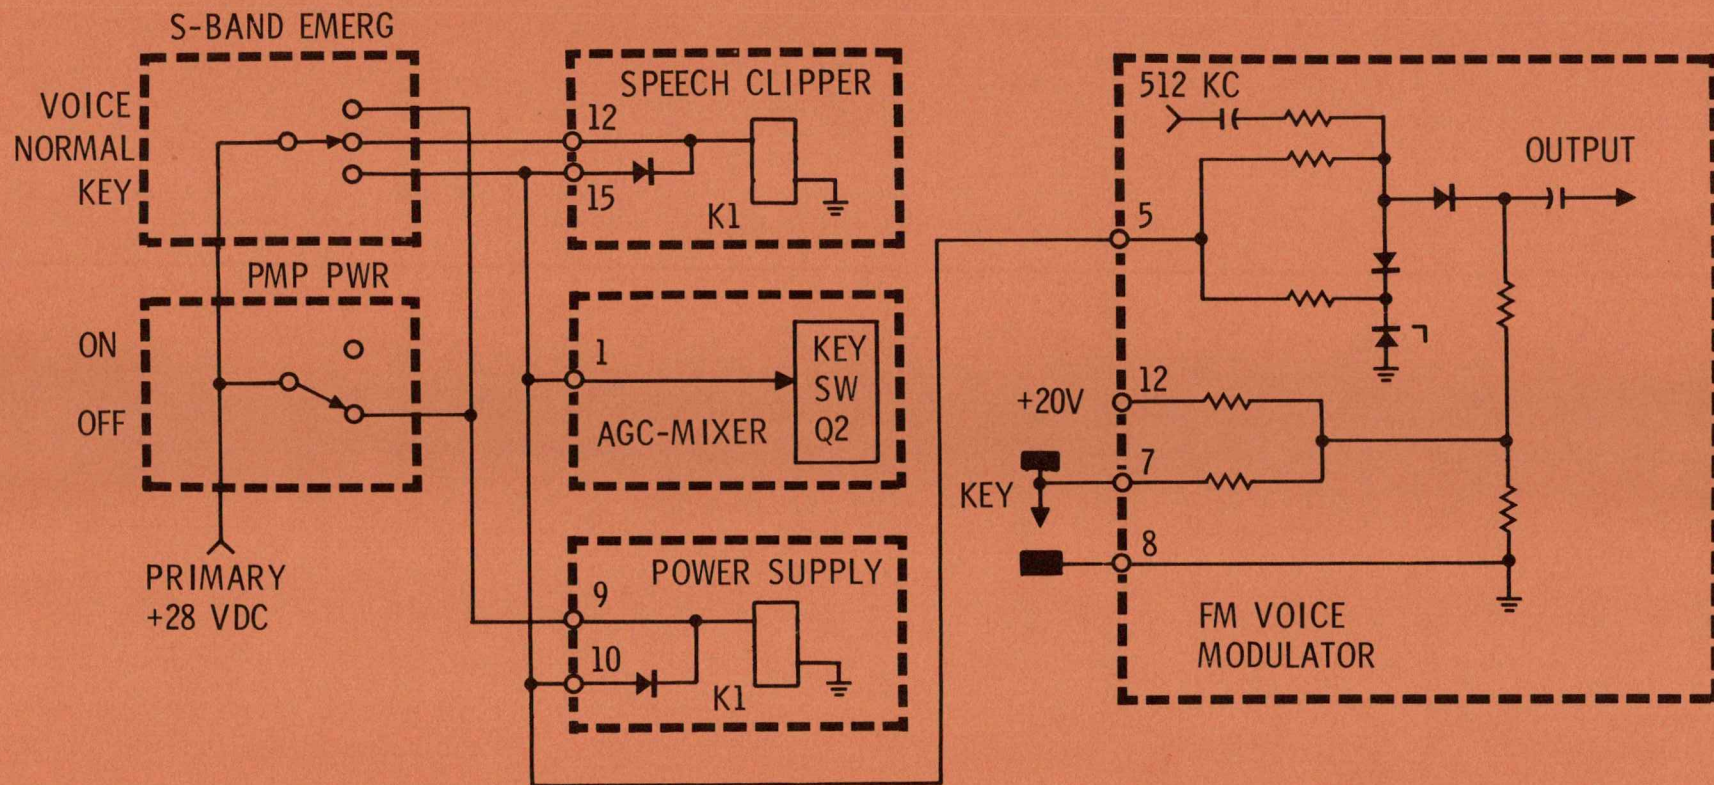 S-BAND EMERG
VOICE
NORMAL
KEY
PMP PWR
ON
OFF
PRIMARY
+28 VDC
SPEECH CLIPPER
12
15
K1
1
KEY
SW
Q2
AGC-MIXER
POWER SUPPLY
9
10
K1
512 KC
OUTPUT
5
+20V
12
KEY
7
8
FM VOICE
MODULATOR